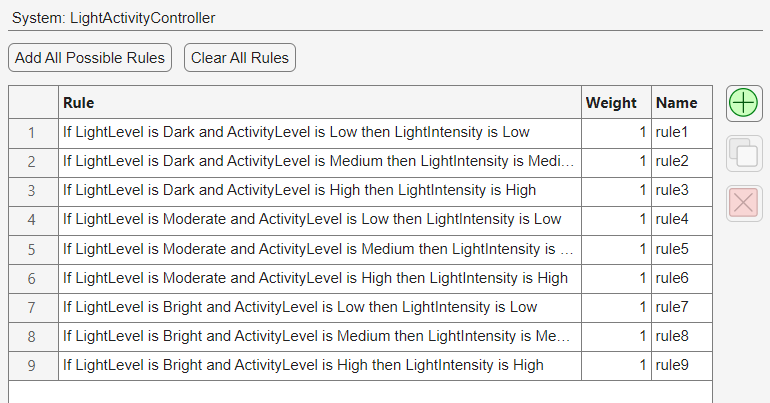 System: LightActivityController
Add All Possible Rules Clear All Rules
Rule Weight Name
1 If LightLevel is Dark and ActivityLevel is Low then LightIntensity is Low 1 rule1
2 If LightLevel is Dark and ActivityLevel is Medium then LightIntensity is Medi... 1 rule2
3 If LightLevel is Dark and ActivityLevel is High then LightIntensity is High 1 rule3
4 If LightLevel is Moderate and ActivityLevel is Low then LightIntensity is Low 1 rule4
5 If LightLevel is Moderate and ActivityLevel is Medium then LightIntensity is ... 1 rule5
6 If LightLevel is Moderate and ActivityLevel is High then LightIntensity is High 1 rule6
7 If LightLevel is Bright and ActivityLevel is Low then LightIntensity is Low 1 rule7
8 If LightLevel is Bright and ActivityLevel is Medium then LightIntensity is Me... 1 rule8
9 If LightLevel is Bright and ActivityLevel is High then LightIntensity is High 1 rule9